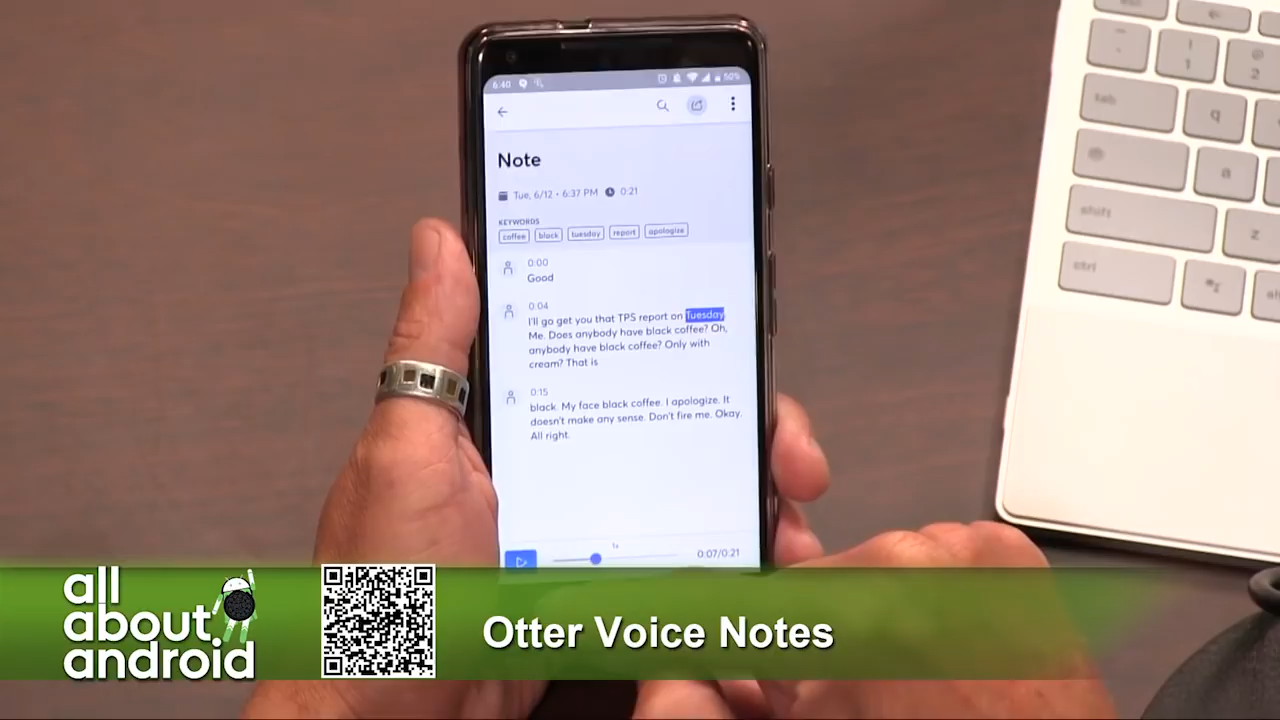 6:40
50%
Note
Tue, 6/12 • 6:37 PM 0:21
KEYWORDS
coffee black tuesday report apologize
0:00
Good
0:04
I'll go get you that TPS report on Tuesday
Me. Does anybody have black coffee? Oh,
anybody have black coffee? Only with
cream? That is
0:15
black. My face black coffee. I apologize. It
doesn't make any sense. Don't fire me. Okay.
All right.
1x
0:07/0:21
esc
!
1
@
2
tab
q
a
shift
z
ctrl
all
about
android
Otter Voice Notes